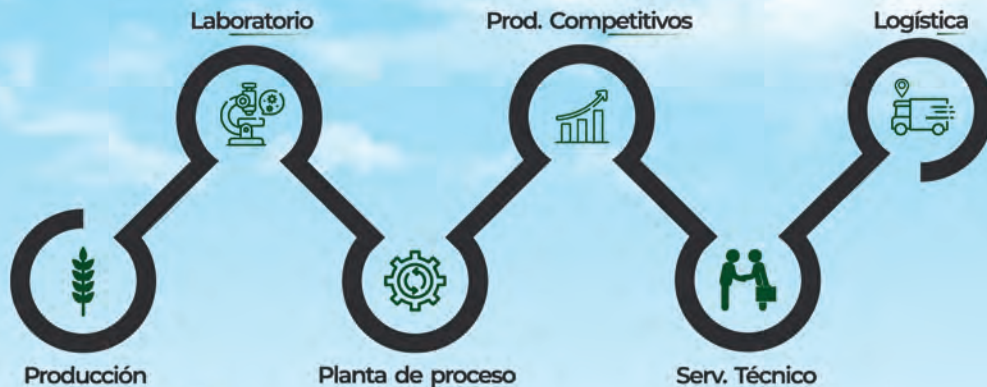 Laboratorio
Prod. Competitivos
Logística
Producción
Planta de proceso
Serv. Técnico